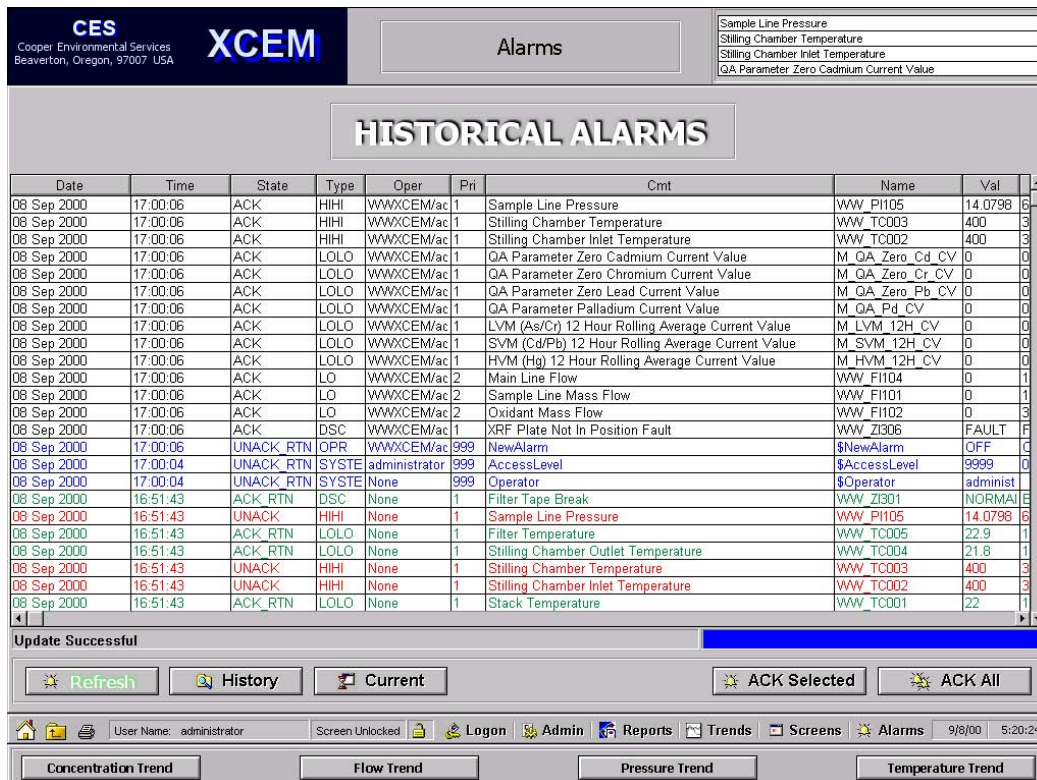 CES
Cooper Environmental Services
Beaverton, Oregon, 97007 USA
XCEM
Alarms
Sample Line Pressure
Stilling Chamber Temperature
Stilling Chamber Inlet Temperature
QA Parameter Zero Cadmium Current Value
HISTORICAL ALARMS
Date Time State Type Oper Pri Cmt Name Val
08 Sep 2000 17:00:06 ACK HIHI WWXCEM/ac 1 Sample Line Pressure WW_PI105 14.0798 6
08 Sep 2000 17:00:06 ACK HIHI WWXCEM/ac 1 Stilling Chamber Temperature WW_TC003 400 3
08 Sep 2000 17:00:06 ACK HIHI WWXCEM/ac 1 Stilling Chamber Inlet Temperature WW_TC002 400 3
08 Sep 2000 17:00:06 ACK LOLO WWXCEM/ac 1 QA Parameter Zero Cadmium Current Value M_QA_Zero_Cd_CV 0 0
08 Sep 2000 17:00:06 ACK LOLO WWXCEM/ac 1 QA Parameter Zero Chromium Current Value M_QA_Zero_Cr_CV 0 0
08 Sep 2000 17:00:06 ACK LOLO WWXCEM/ac 1 QA Parameter Zero Lead Current Value M_QA_Zero_Pb_CV 0 0
08 Sep 2000 17:00:06 ACK LOLO WWXCEM/ac 1 QA Parameter Palladium Current Value M_QA_Pd_CV 0 0
08 Sep 2000 17:00:06 ACK LOLO WWXCEM/ac 1 LVM (As/Cr) 12 Hour Rolling Average Current Value M_LVM_12H_CV 0 0
08 Sep 2000 17:00:06 ACK LOLO WWXCEM/ac 1 SVM (Cd/Pb) 12 Hour Rolling Average Current Value M_SVM_12H_CV 0 0
08 Sep 2000 17:00:06 ACK LOLO WWXCEM/ac 1 HVM (Hg) 12 Hour Rolling Average Current Value M_HVM_12H_CV 0 0
08 Sep 2000 17:00:06 ACK LO WWXCEM/ac 2 Main Line Flow WW_FI104 0 1
08 Sep 2000 17:00:06 ACK LO WWXCEM/ac 2 Sample Line Mass Flow WW_FI101 0 1
08 Sep 2000 17:00:06 ACK LO WWXCEM/ac 2 Oxidant Mass Flow WW_FI102 0 3
08 Sep 2000 17:00:06 ACK DSC WWXCEM/ac 1 XRF Plate Not In Position Fault WW_ZI306 FAULT F
08 Sep 2000 17:00:06 UNACK_RTN OPR WWXCEM/ac 999 NewAlarm $NewAlarm OFF
08 Sep 2000 17:00:04 UNACK_RTN SYSTE administrator 999 AccessLevel $AccessLevel 9999 0
08 Sep 2000 17:00:04 UNACK_RTN SYSTE None 999 Operator $Operator administ
08 Sep 2000 16:51:43 ACK_RTN DSC None 1 Filter Tape Break WW_ZI301 NORMAL
08 Sep 2000 16:51:43 UNACK HIHI None 1 Sample Line Pressure WW_PI105 14.0798 6
08 Sep 2000 16:51:43 ACK_RTN LOLO None 1 Filter Temperature WW_TC005 22.9 1
08 Sep 2000 16:51:43 ACK_RTN LOLO None 1 Stilling Chamber Outlet Temperature WW_TC004 21.8 1
08 Sep 2000 16:51:43 UNACK HIHI None 1 Stilling Chamber Temperature WW_TC003 400 3
08 Sep 2000 16:51:43 UNACK HIHI None 1 Stilling Chamber Inlet Temperature WW_TC002 400 3
08 Sep 2000 16:51:43 ACK_RTN LOLO None 1 Stack Temperature WW_TC001 22 1
Update Successful
Refresh History Current ACK Selected ACK All
User Name: administrator Screen Unlocked Logon Admin Reports Trends Screens Alarms 9/8/00 5:20:24
Concentration Trend Flow Trend Pressure Trend Temperature Trend